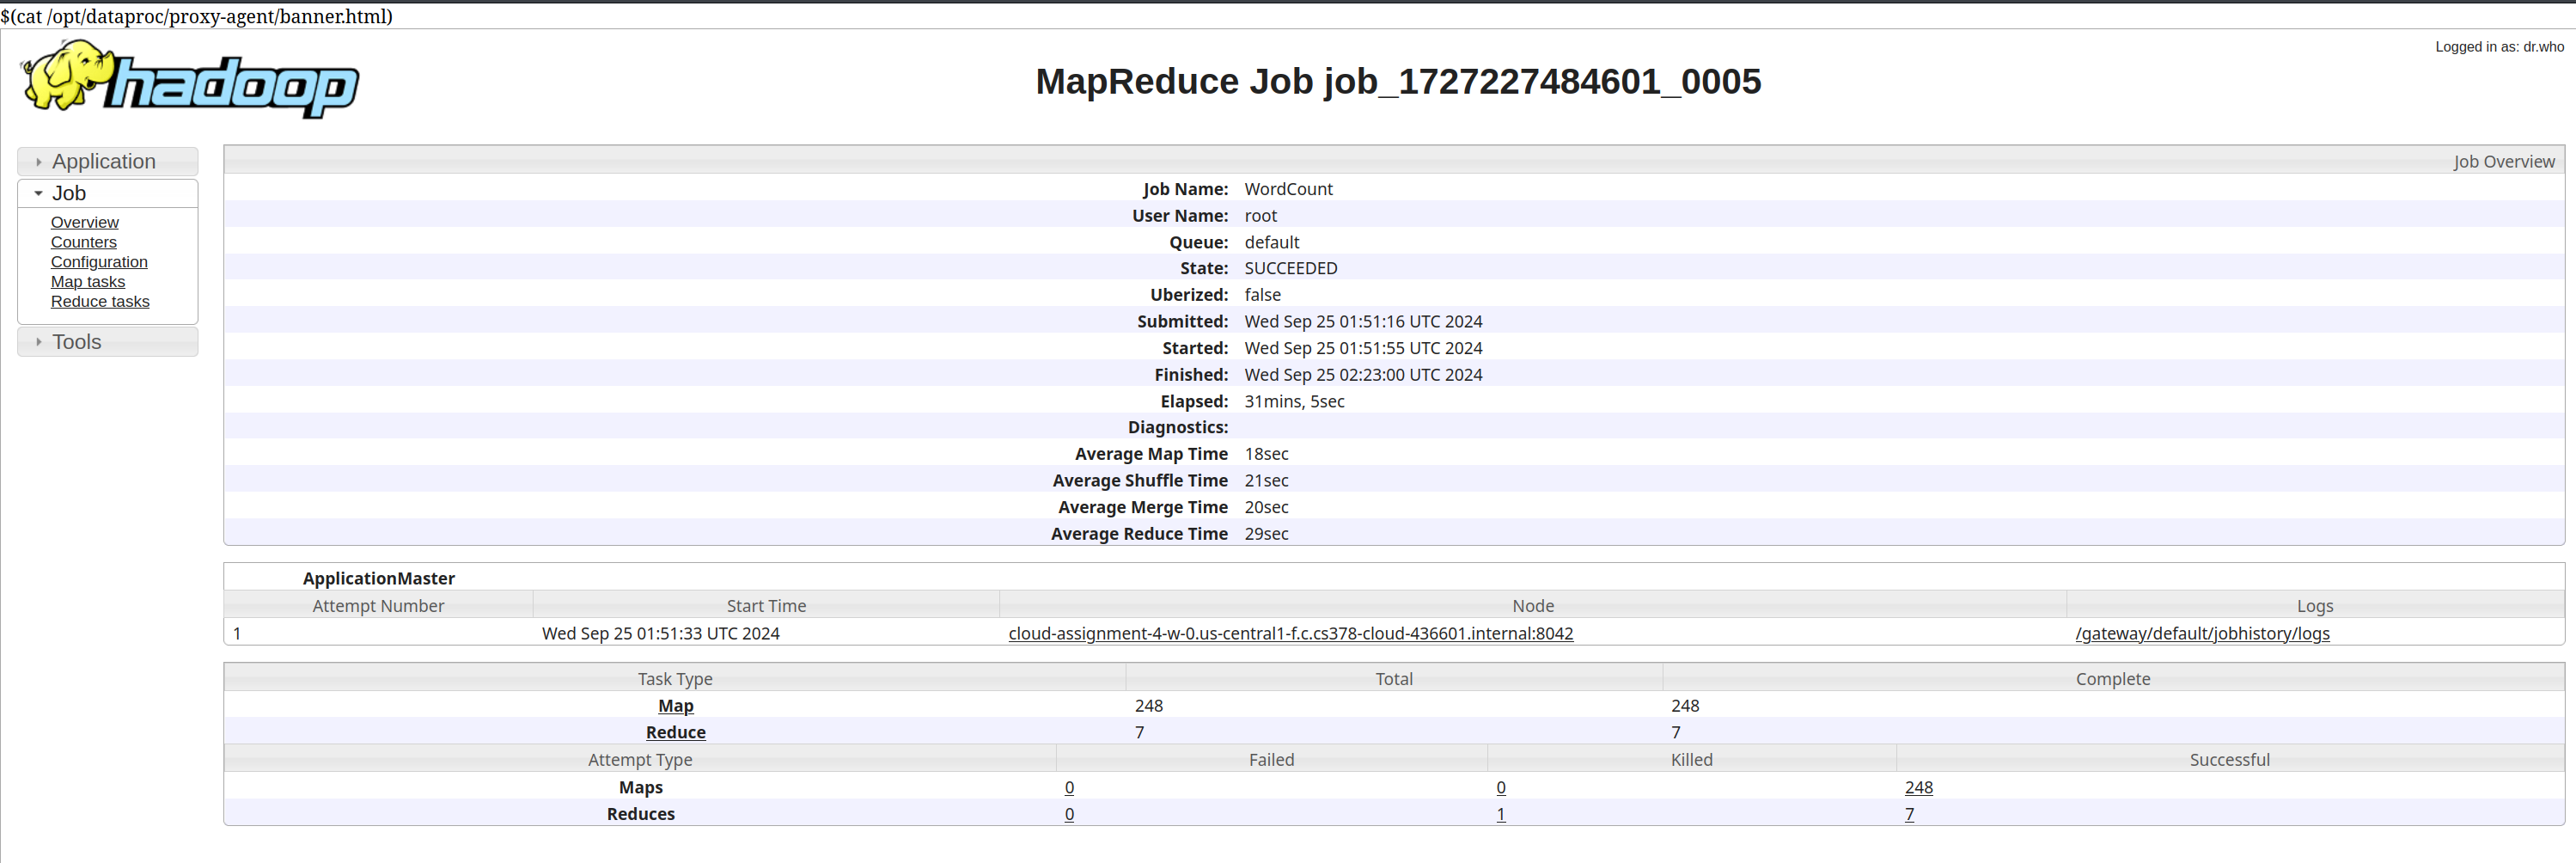 $(cat /opt/dataproc/proxy-agent/banner.html)
hadoop
Logged in as: dr.who
MapReduce Job job_1727227484601_0005
Application
Job
Overview
Counters
Configuration
Map tasks
Reduce tasks
Tools
Job Overview
Job Name: WordCount
User Name: root
Queue: default
State: SUCCEEDED
Uberized: false
Submitted: Wed Sep 25 01:51:16 UTC 2024
Started: Wed Sep 25 01:51:55 UTC 2024
Finished: Wed Sep 25 02:23:00 UTC 2024
Elapsed: 31mins, 5sec
Diagnostics:
Average Map Time 18sec
Average Shuffle Time 21sec
Average Merge Time 20sec
Average Reduce Time 29sec
ApplicationMaster
Attempt Number Start Time Node Logs
1 Wed Sep 25 01:51:33 UTC 2024 cloud-assignment-4-w-0.us-central1-f.c.cs378-cloud-436601.internal:8042 /gateway/default/jobhistory/logs
Task Type Total Complete
Map 248 248
Reduce 7 7
Attempt Type Failed Killed Successful
Maps 0 0 248
Reduces 0 1 7